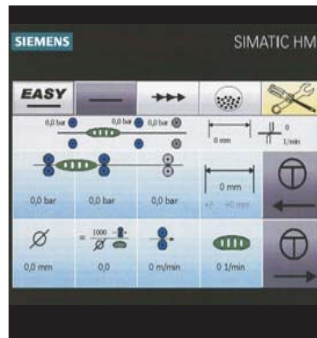 SIEMENS
SIMATIC HM
EASY
0,0 bar 0,0 bar 0,0 bar 0 mm 0 1/min
0,0 bar 0,0 bar 0,0 bar 0 mm
+/- 40 mm
= 1000
0,0 mm 0,0 0 m/min 0 1/min